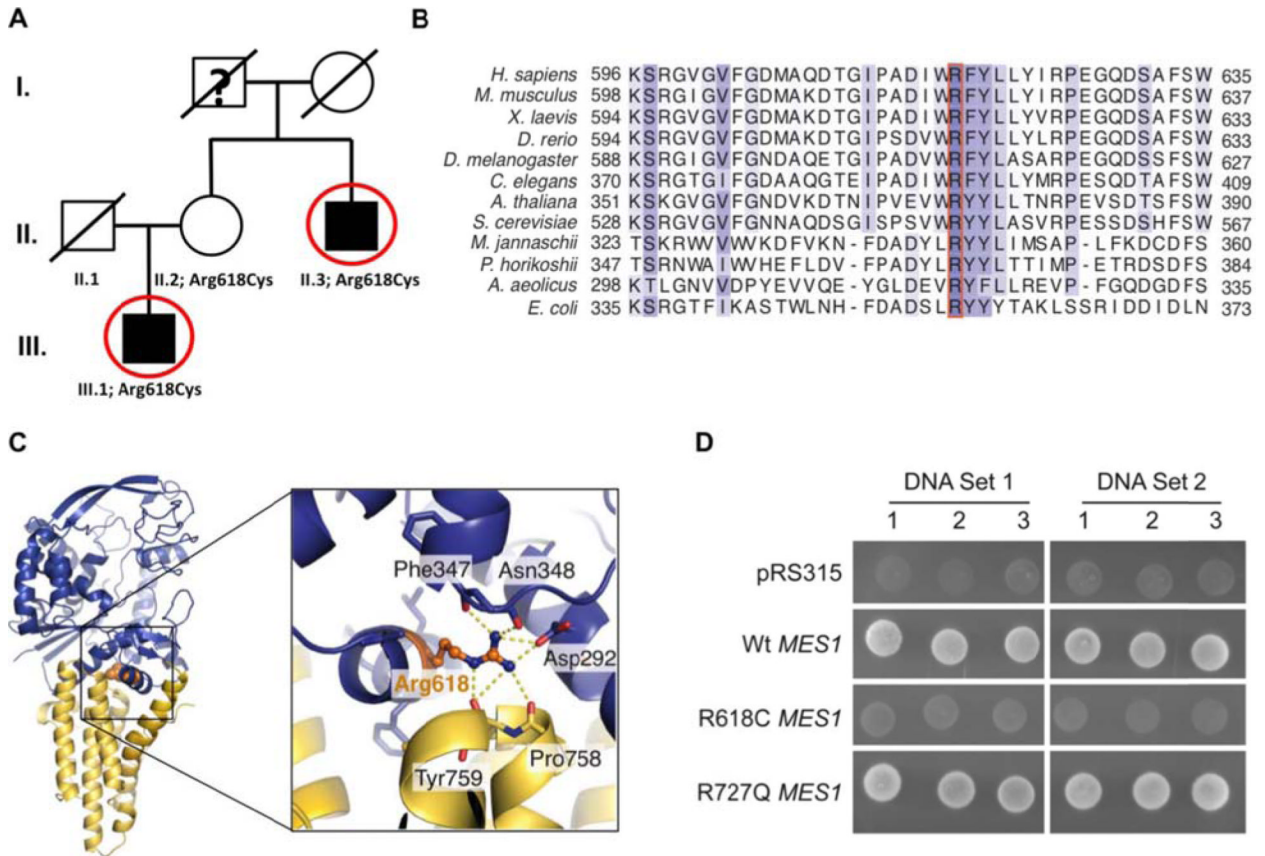 A
I.
?
II.
II.1
II.2; Arg618Cys
II.3; Arg618Cys
III.
III.1; Arg618Cys
B
H. sapiens 596 KSRGVGVFGDMAQDTGIPADIWRFYLLYIRPEGQDSAFSW 635
M. musculus 598 KSRGIGVFGDMAKDTGIPADIWRFYLLYIRPEGQDSAFSW 637
X. laevis 594 KSRGVGVFGDMAKDTGIPADIWRFYLLYVRPEGQDSAFSW 633
D. rerio 594 KSRGVGVFGDMAKDTGIPSDVWRFYLLYLRPEGQDSAFSW 633
D. melanogaster 588 KSRGIGVFGNDAQETGIPADVWRFYLASARPEGQDSSFSW 627
C. elegans 370 KSRGTGIFGDAAQGTEIPADIWRFYLLYMRPESQDTAFSW 409
A. thaliana 351 KSKDVGVFGNDVKDTNIPVEVWRYYLLTNRPEVSDTSFSW 390
S. cerevisiae 528 KSRGVGVFGNNAQDSGISPSVWRYYLASVRPESSDSHFSW 567
M. jannaschii 323 TSKRWVVWVKDFVKN-FDADYLRYYLIMSAP-LFKDCDFS 360
P. horikoshii 347 TSRNWAIWVHEFLDV-FPADYLRYYLTTIMP-ETRDSDFS 384
A. aeolicus 298 KTLGNVVDPYEVVQE-YGLDEVRYFLLREVP-FGQDGDFS 335
E. coli 335 KSRGTFIKASTWLNH-FDADSLRYYYTAKLSSRIDDIDLN 373
C
Phe347
Asn348
Asp292
Arg618
Pro758
Tyr759
D
DNA Set 1
DNA Set 2
1 2 3 1 2 3
pRS315
Wt MES1
R618C MES1
R727Q MES1